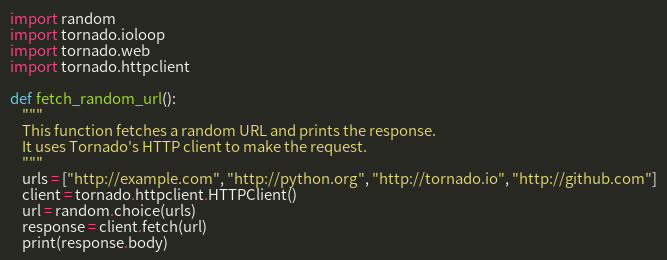 import random
import tornado.ioloop
import tornado.web
import tornado.httpclient

def fetch_random_url():
    """
    This function fetches a random URL and prints the response.
    It uses Tornado's HTTP client to make the request.
    """
    urls = ["http://example.com", "http://python.org", "http://tornado.io", "http://github.com"]
    client = tornado.httpclient.HTTPClient()
    url = random.choice(urls)
    response = client.fetch(url)
    print(response.body)